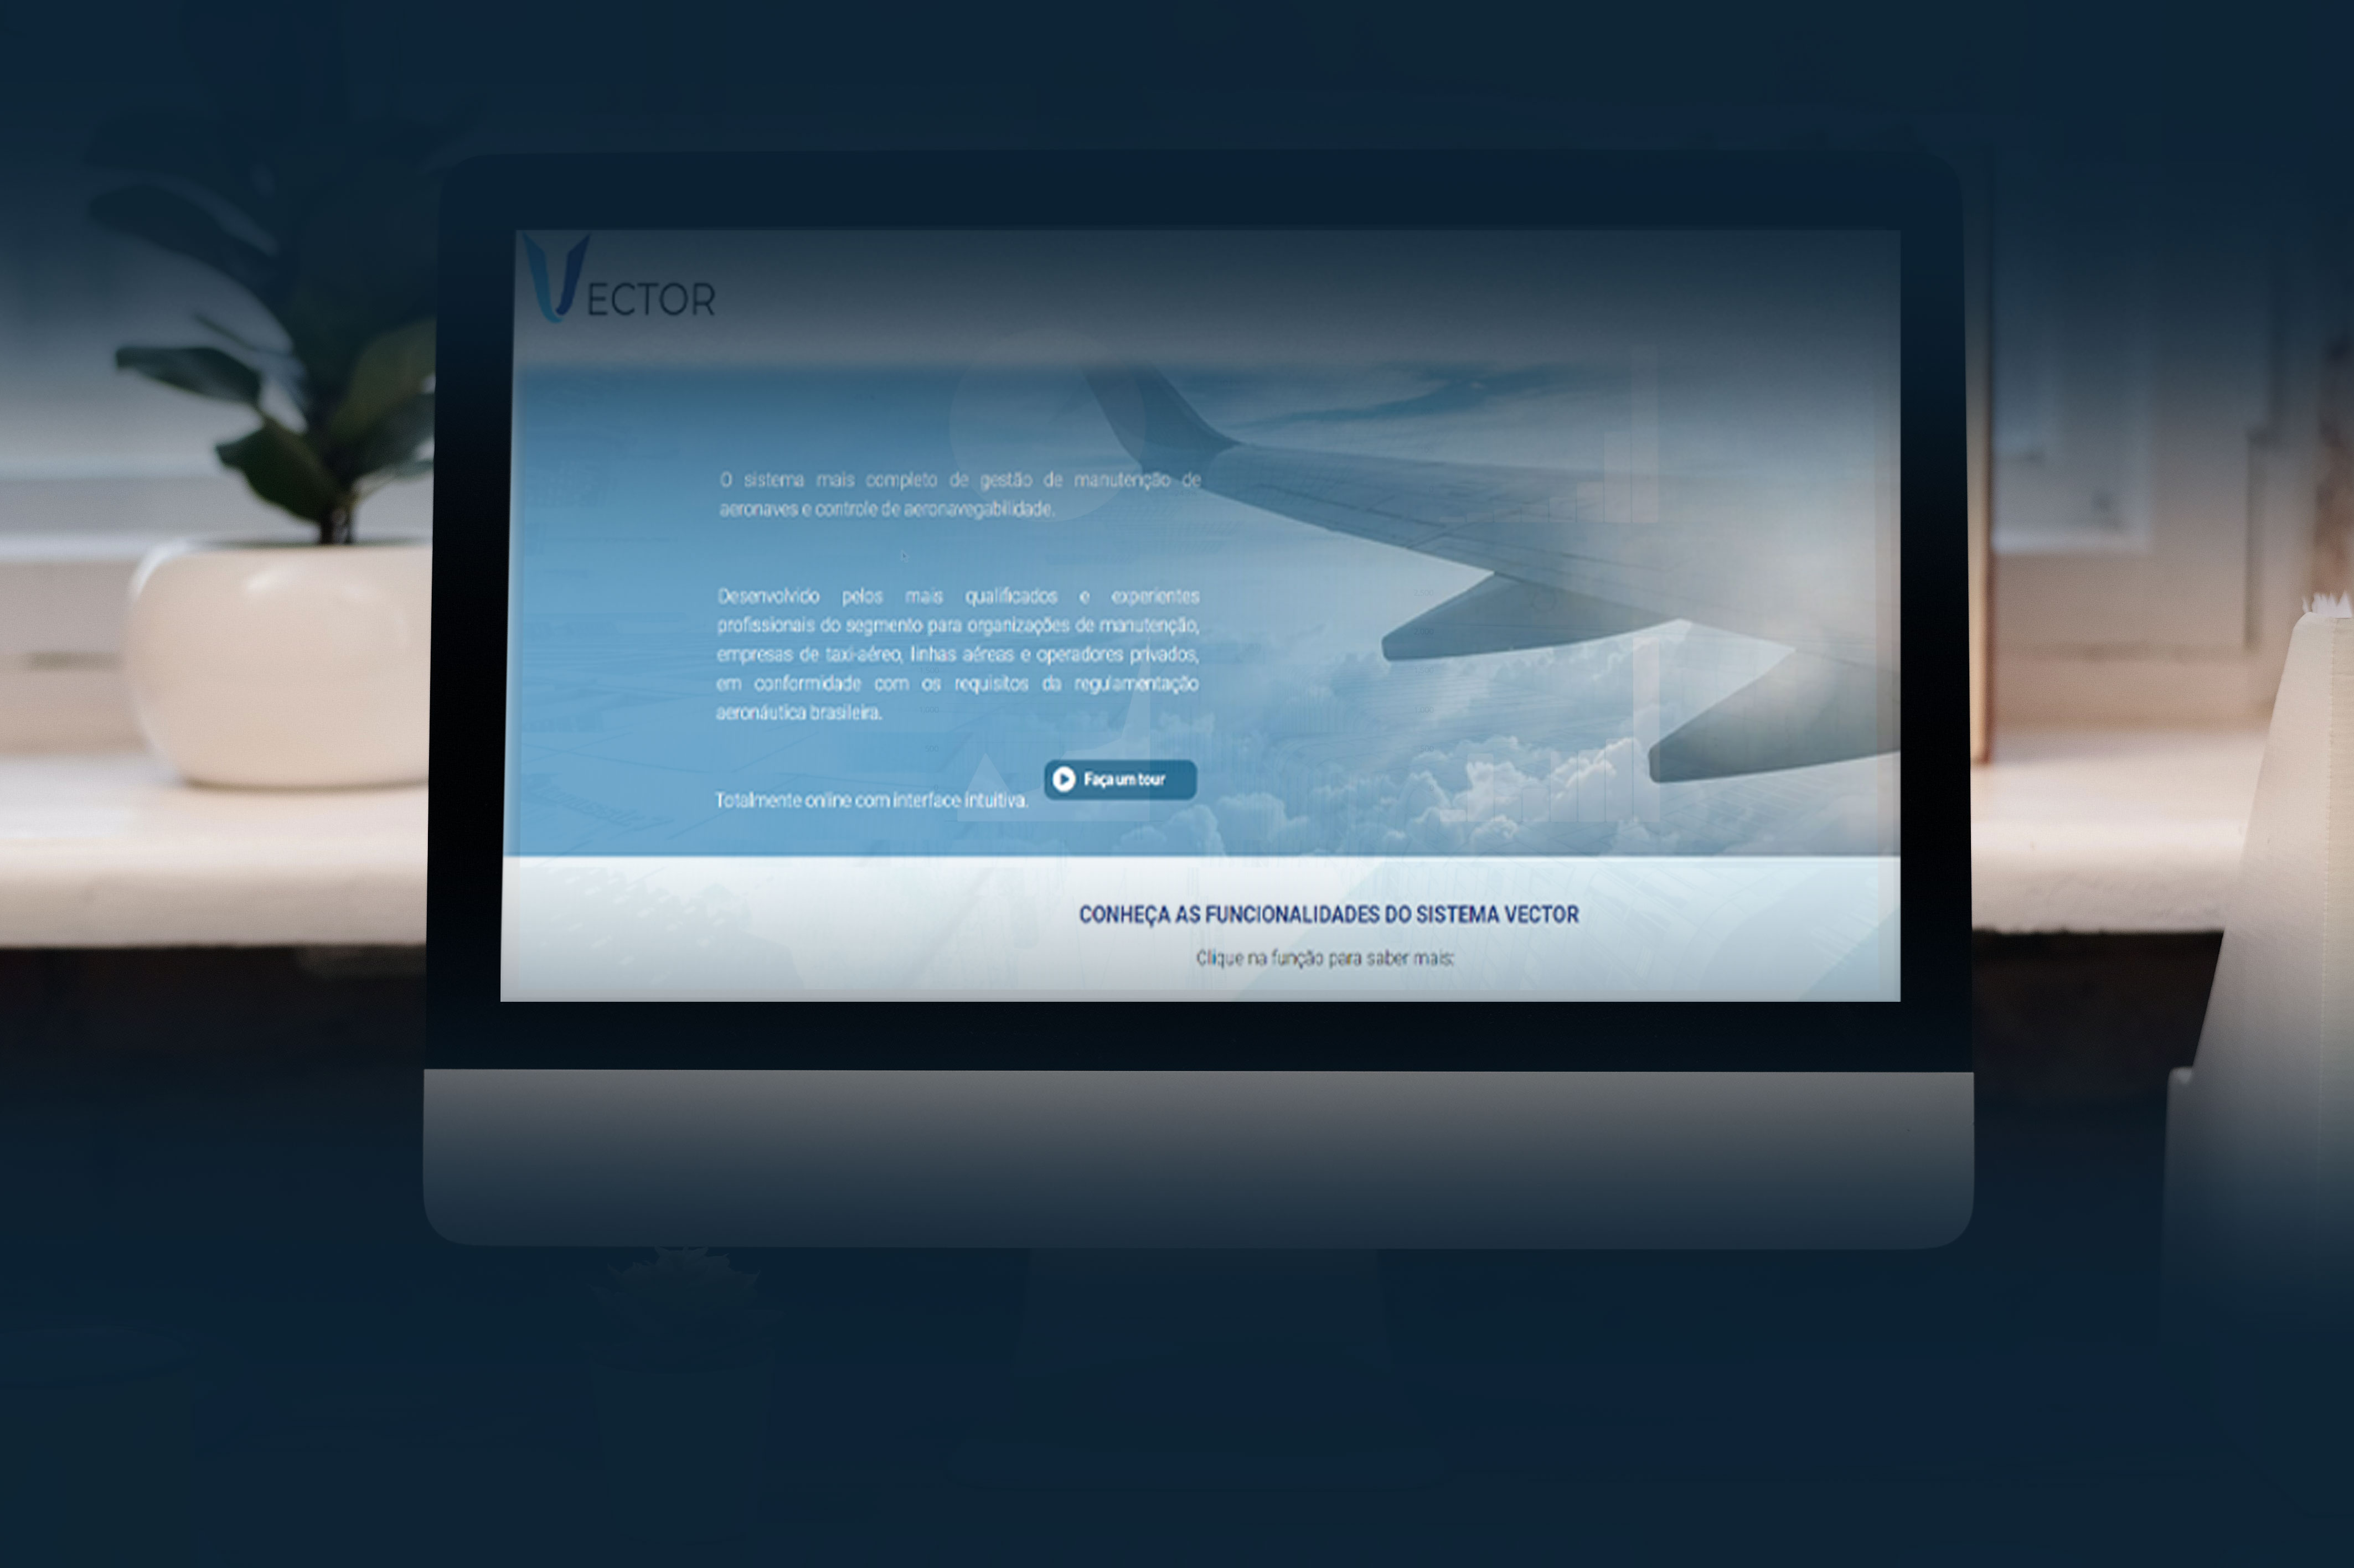 VECTOR
O sistema mais completo de gestão de manutenção de
aeronaves e controle de aeronavegabilidade.
Desenvolvido pelos mais qualificados e experientes
profissionais do segmento para organizações de manutenção,
empresas de taxi-aéreo, linhas aéreas e operadores privados,
em conformidade com os requisitos da regulamentação
aeronáutica brasileira.
Faça um tour
Totalmente online com interface intuitiva.
CONHEÇA AS FUNCIONALIDADES DO SISTEMA VECTOR
Clique na função para saber mais: